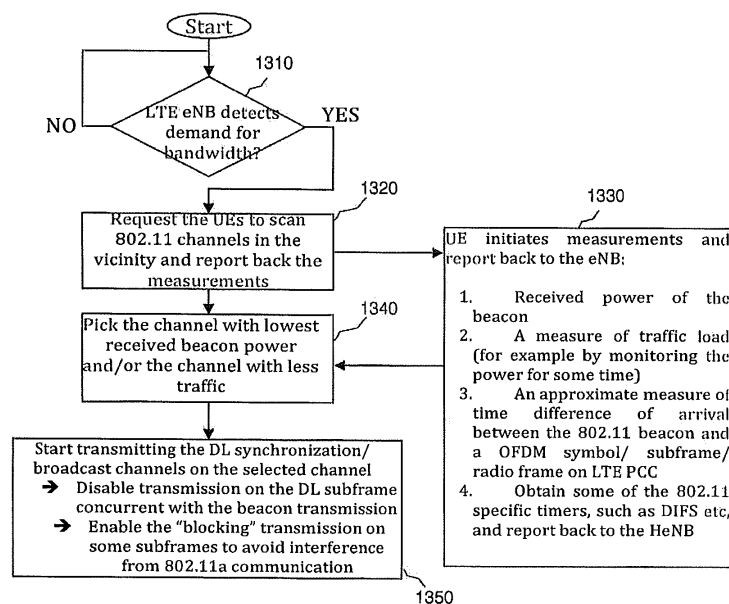 Start
1310
LTE eNB detects
demand for
bandwidth?
NO
YES
1320
Request the UEs to scan
802.11 channels in the
vicinity and report back the
measurements
1330
UE initiates measurements and
report back to the eNB:
1. Received power of the
beacon
2. A measure of traffic load
(for example by monitoring the
power for some time)
3. An approximate measure of
time difference of arrival
between the 802.11 beacon and
a OFDM symbol/ subframe/
radio frame on LTE PCC
4. Obtain some of the 802.11
specific timers, such as DIFS etc,
and report back to the HeNB
1340
Pick the channel with lowest
received beacon power
and/or the channel with less
traffic
Start transmitting the DL synchronization/
broadcast channels on the selected channel
➔ Disable transmission on the DL subframe
concurrent with the beacon transmission
➔ Enable the “blocking” transmission on
some subframes to avoid interference
from 802.11a communication
1350